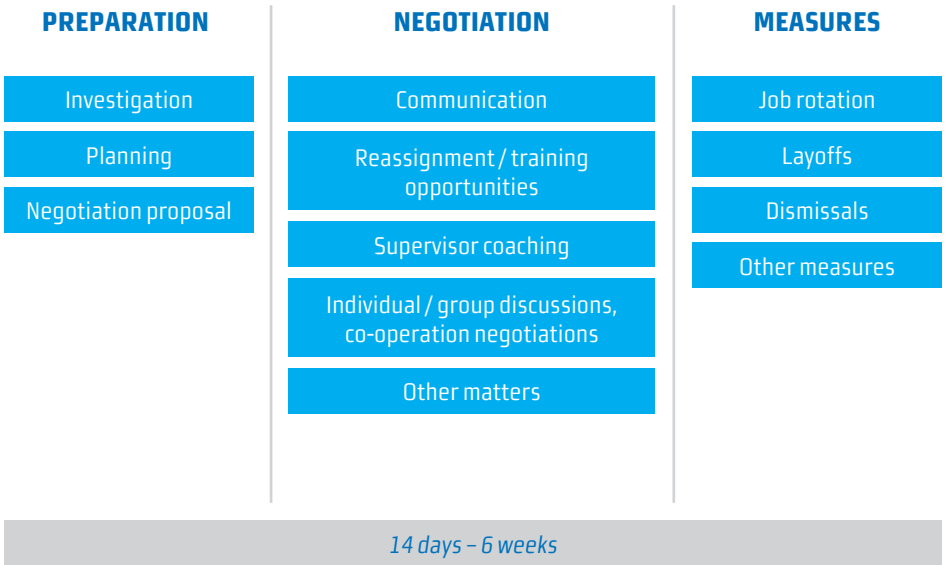 PREPARATION
Investigation
Planning
Negotiation proposal
NEGOTIATION
Communication
Reassignment / training
opportunities
Supervisor coaching
Individual / group discussions,
co-operation negotiations
Other matters
MEASURES
Job rotation
Layoffs
Dismissals
Other measures
14 days – 6 weeks